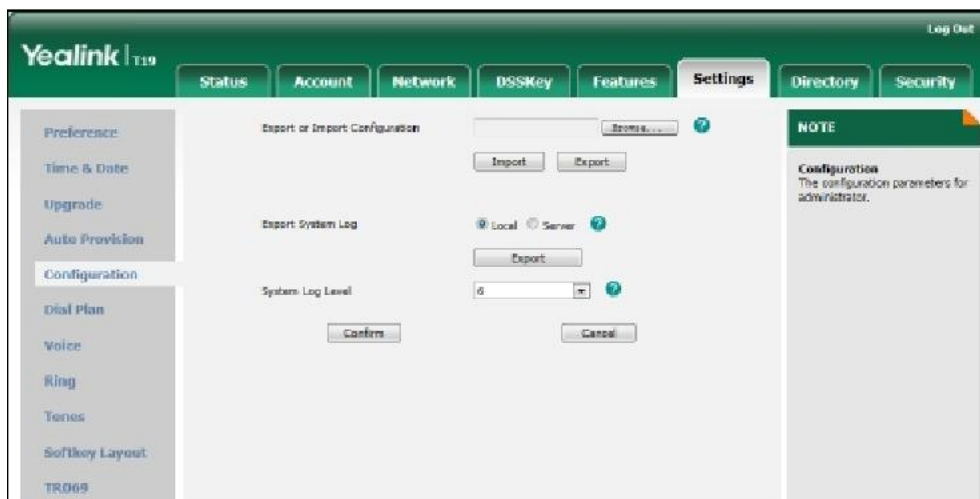 Log Out
Yealink | T19
Status
Account
Network
DSSKey
Features
Settings
Directory
Security
Preference
Time & Date
Upgrade
Auto Provision
Configuration
Dial Plan
Voice
Ring
Tones
Softkey Layout
TR069
Export or Import Configuration
Browse...
Import
Export
Export System Log
Local
Server
Export
System Log Level
6
Confirm
Cancel
NOTE
Configuration
The configuration parameters for
administrator.